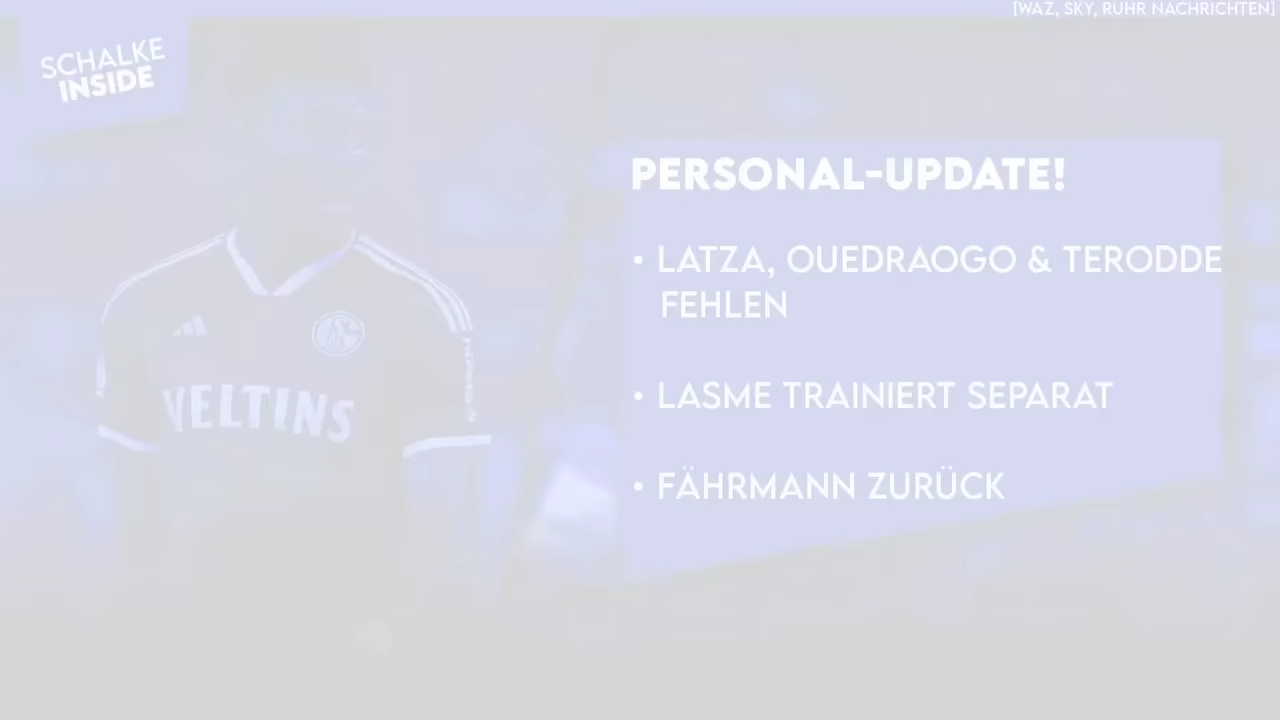 [WAZ, SKY, RUHR NACHRICHTEN]
SCHALKE
INSIDE
PERSONAL-UPDATE!
• LATZA, OUEDRAOGO & TERODDE
FEHLEN
• LASME TRAINIERT SEPARAT
• FÄHRMANN ZURÜCK
VELTINS